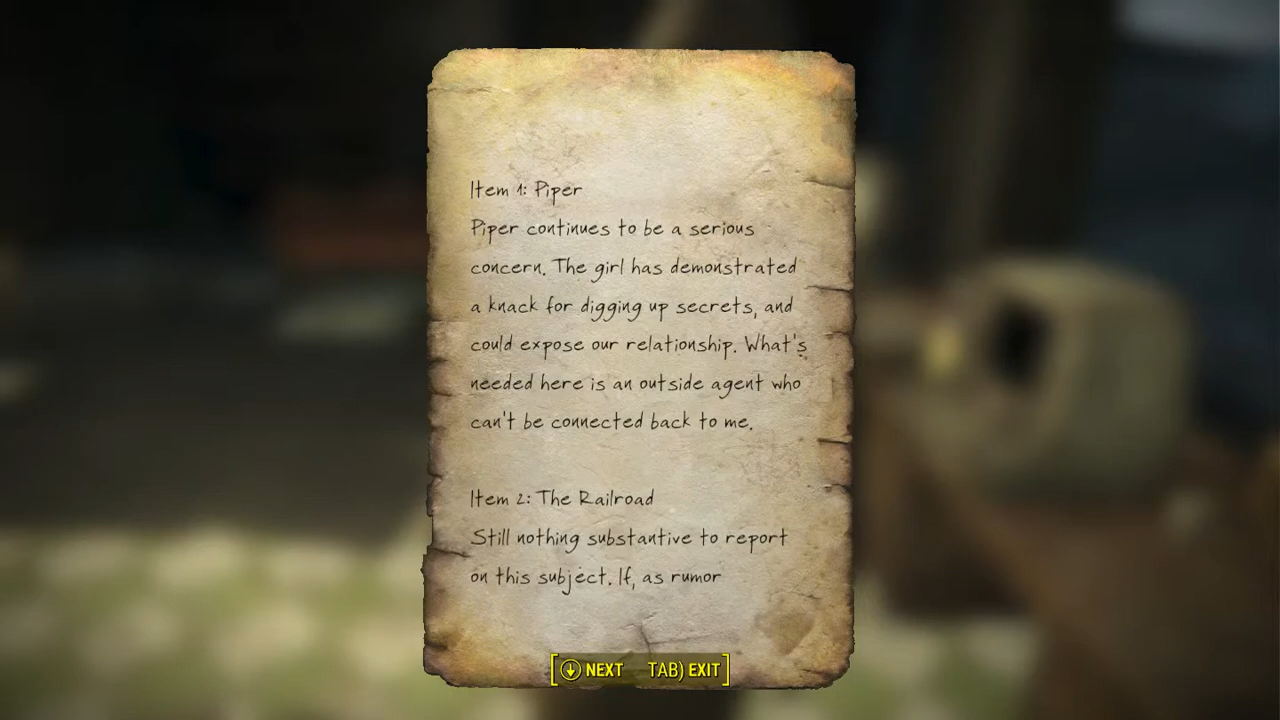 Item 1: Piper
Piper continues to be a serious
concern. The girl has demonstrated
a knack for digging up secrets, and
could expose our relationship. What's
needed here is an outside agent who
can't be connected back to me.
Item 2: The Railroad
Still nothing substantive to report
on this subject. If, as rumor
NEXT TAB) EXIT